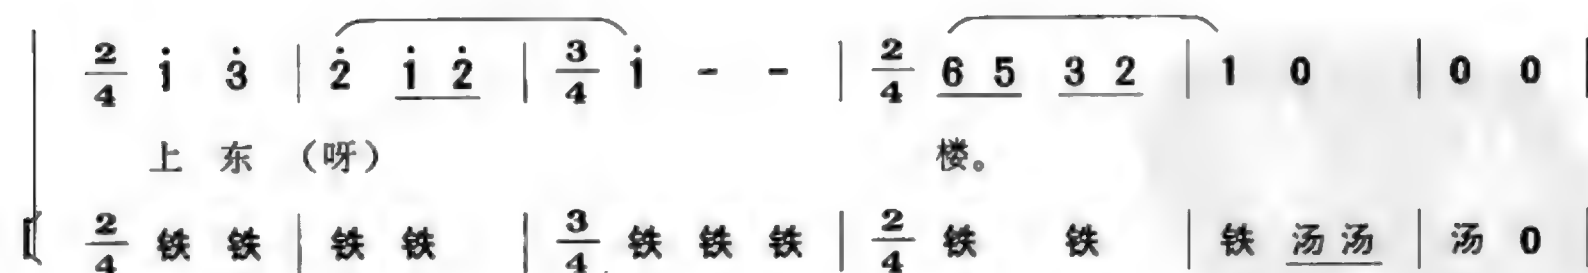 2/4 i̇ 3̇ | 2̇ i̇ 2̇ | 3/4 i̇ - - | 2/4 6 5 3 2 | 1 0 | 0 0
上 东 （呀） 楼。
2/4 铁 铁 | 铁 铁 | 3/4 铁 铁 铁 | 2/4 铁 铁 | 铁 汤 汤 | 汤 0